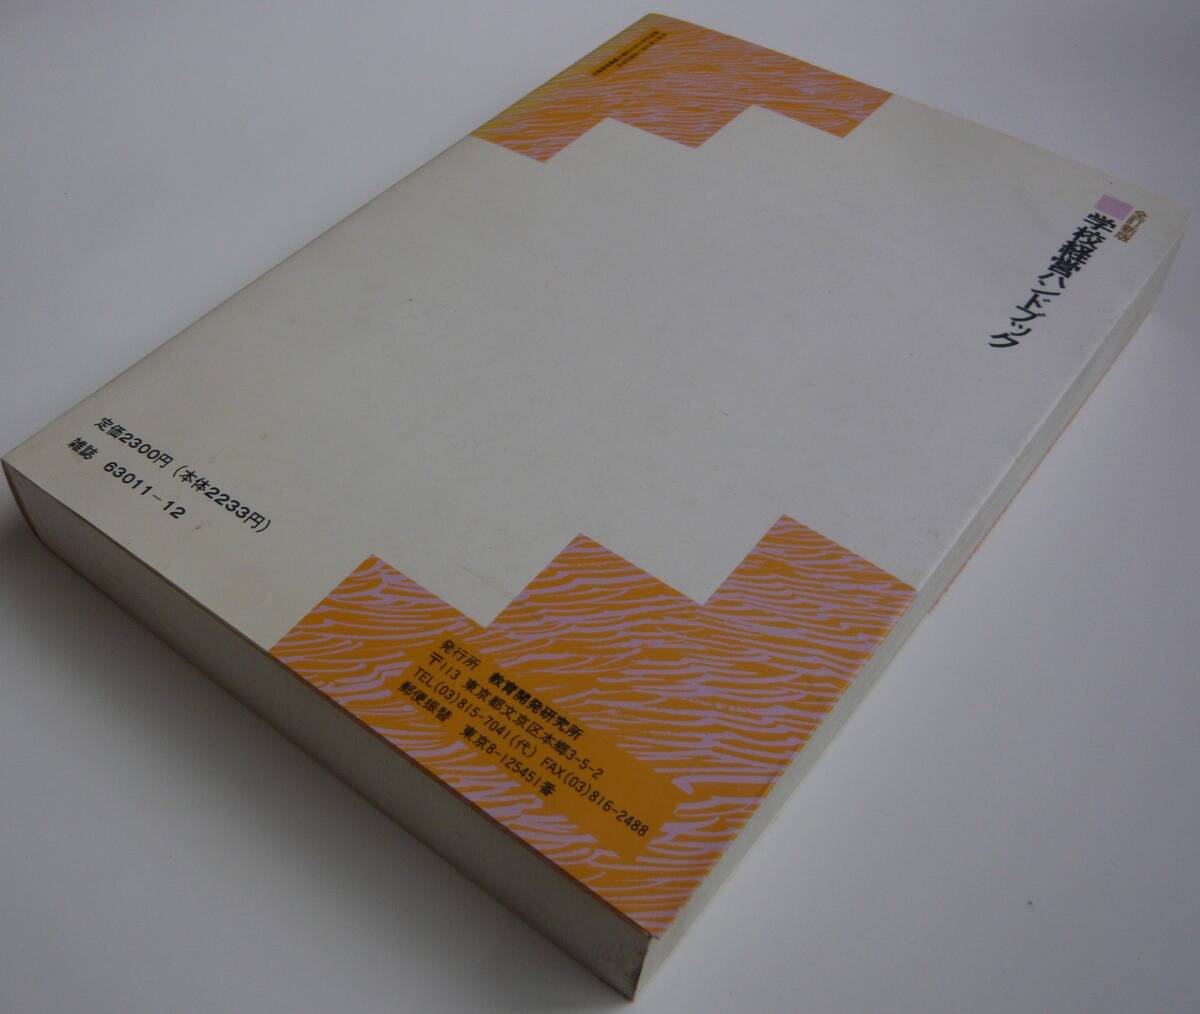 全訂新版
学校経営ハンドブック
定価2300円(本体2233円)
雑誌 63011-12
発行所 教育開発研究所
〒113 東京都文京区本郷3-5-2
TEL(03)815-7041(代) FAX(03)816-2488
郵便振替 東京8-125451番